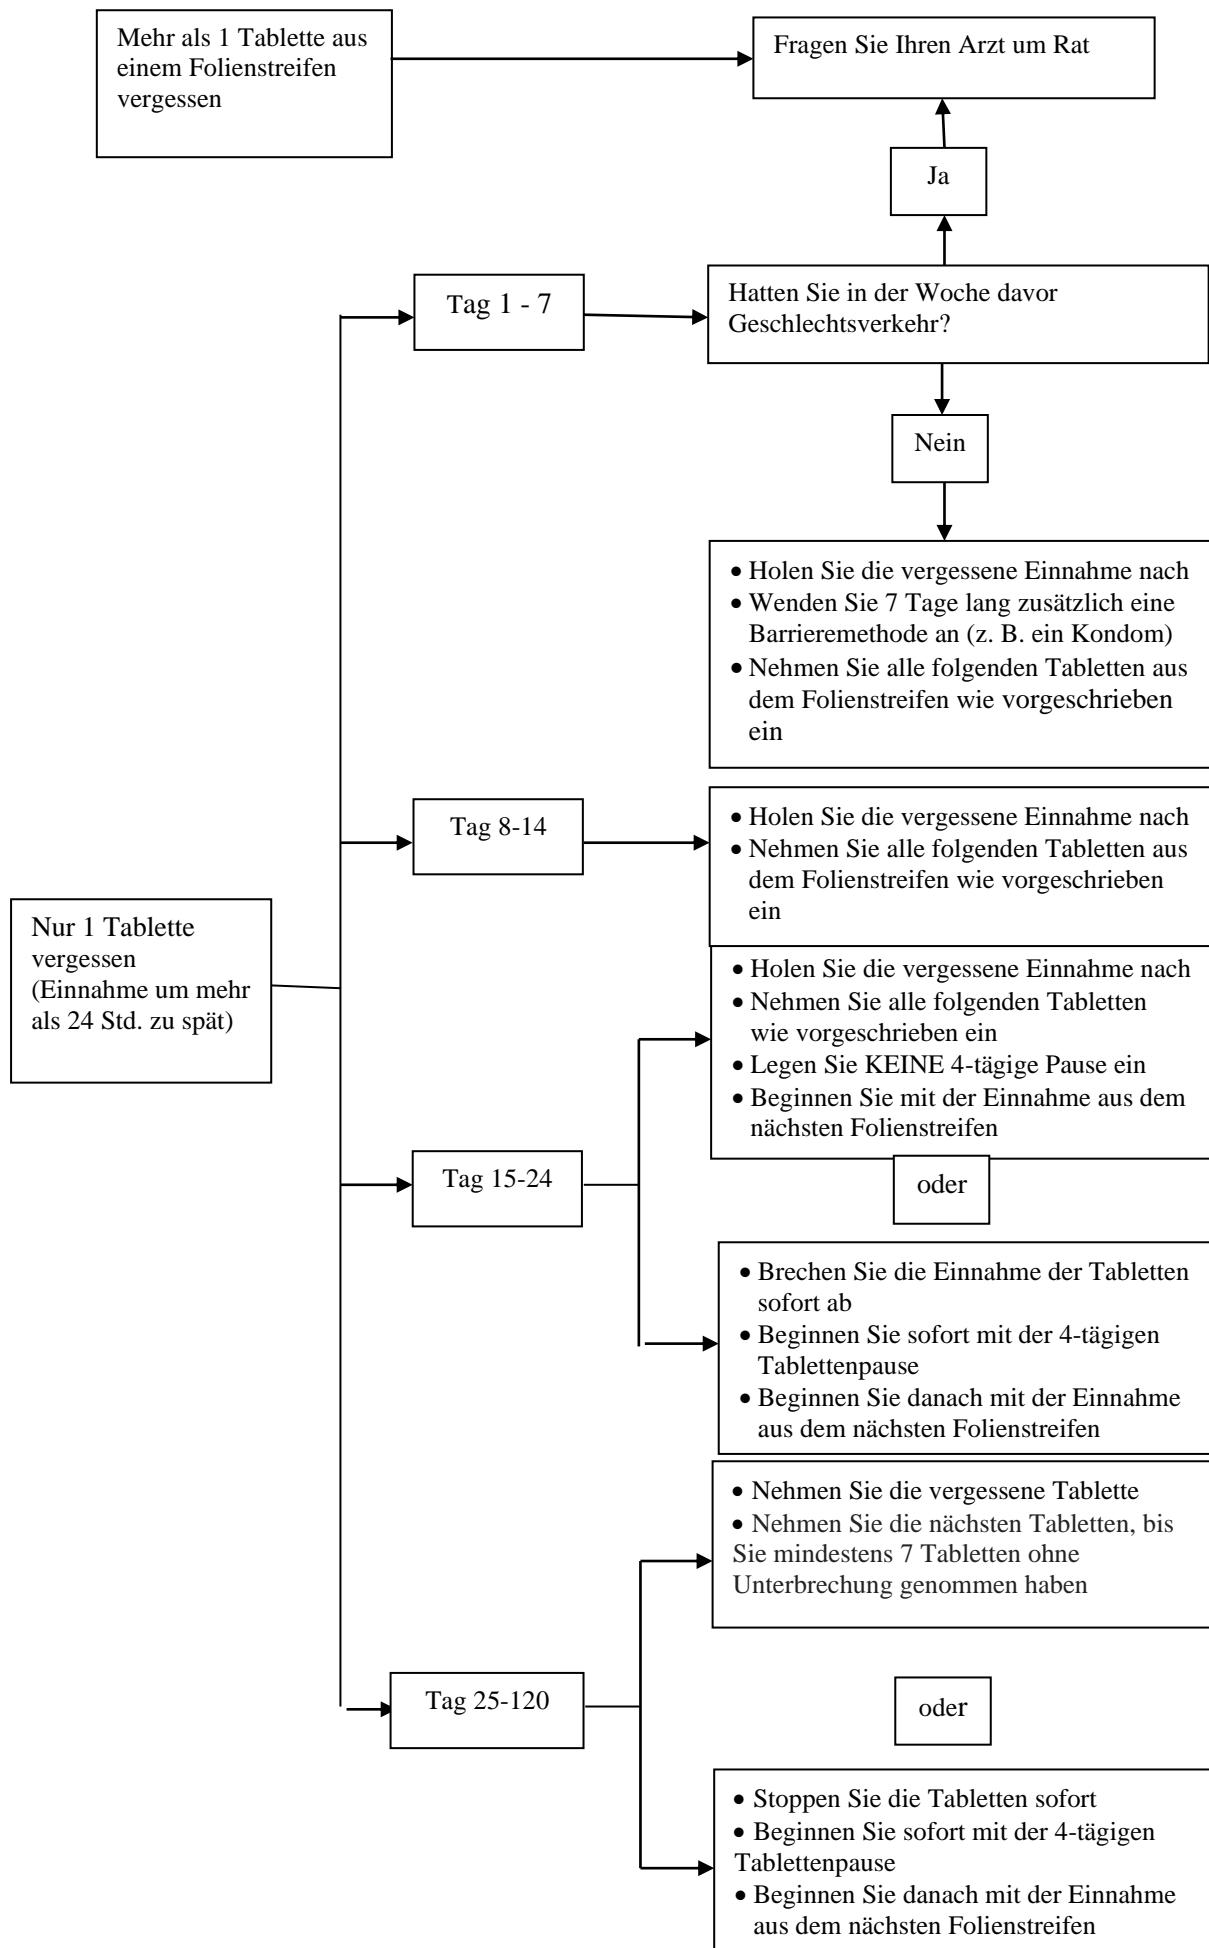 Mehr als 1 Tablette aus
einem Folienstreifen
vergessen
Fragen Sie Ihren Arzt um Rat
Ja
Tag 1 - 7
Hatten Sie in der Woche davor
Geschlechtsverkehr?
Nein
• Holen Sie die vergessene Einnahme nach
• Wenden Sie 7 Tage lang zusätzlich eine
Barrieremethode an (z. B. ein Kondom)
• Nehmen Sie alle folgenden Tabletten aus
dem Folienstreifen wie vorgeschrieben
ein
Tag 8-14
• Holen Sie die vergessene Einnahme nach
• Nehmen Sie alle folgenden Tabletten aus
dem Folienstreifen wie vorgeschrieben
ein
Nur 1 Tablette
vergessen
(Einnahme um mehr
als 24 Std. zu spät)
• Holen Sie die vergessene Einnahme nach
• Nehmen Sie alle folgenden Tabletten
wie vorgeschrieben ein
• Legen Sie KEINE 4-tägige Pause ein
• Beginnen Sie mit der Einnahme aus dem
nächsten Folienstreifen
Tag 15-24
oder
• Brechen Sie die Einnahme der Tabletten
sofort ab
• Beginnen Sie sofort mit der 4-tägigen
Tablettenpause
• Beginnen Sie danach mit der Einnahme
aus dem nächsten Folienstreifen
• Nehmen Sie die vergessene Tablette
• Nehmen Sie die nächsten Tabletten, bis
Sie mindestens 7 Tabletten ohne
Unterbrechung genommen haben
Tag 25-120
oder
• Stoppen Sie die Tabletten sofort
• Beginnen Sie sofort mit der 4-tägigen
Tablettenpause
• Beginnen Sie danach mit der Einnahme
aus dem nächsten Folienstreifen